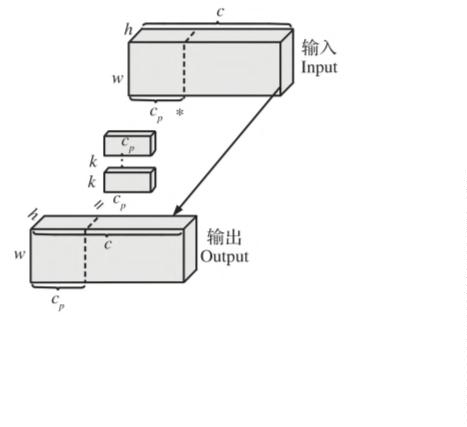 c
h
输入
Input
w
c_p *
c_p
k
k
c_p
=
h
c
输出
Output
w
c_p